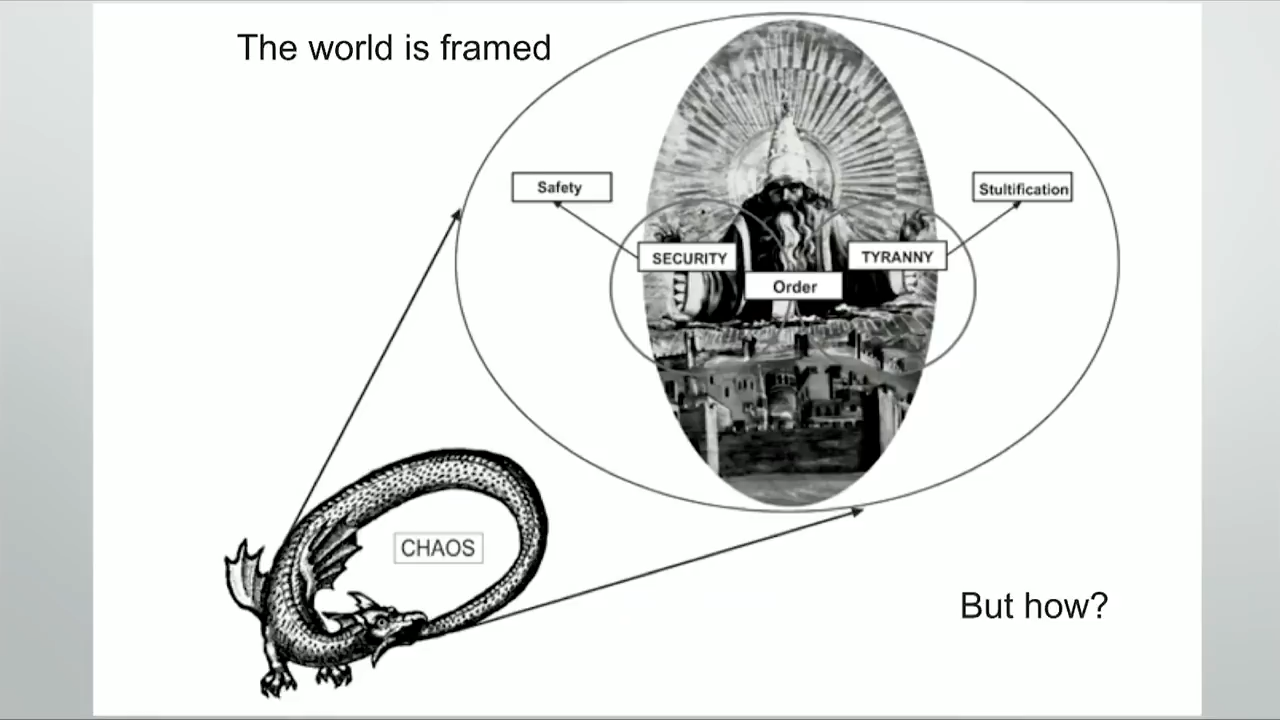 The world is framed
Safety
Stultification
SECURITY
TYRANNY
Order
CHAOS
But how?